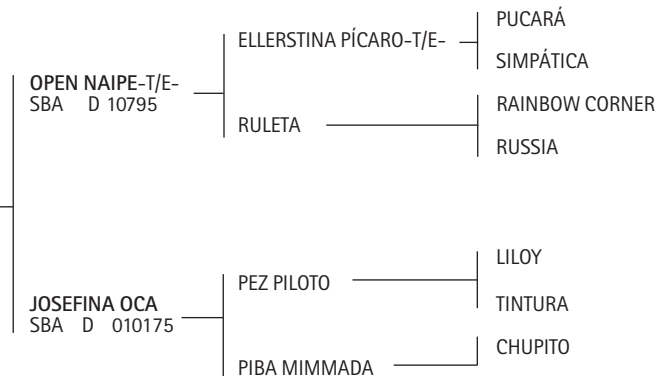 PUCARÁ
ELLERSTINA PÍCARO-T/E-
SIMPÁTICA
OPEN NAIPE-T/E-
SBA D 10795
RAINBOW CORNER
RULETA
RUSSIA
LILOY
PEZ PILOTO
TINTURA
JOSEFINA OCA
SBA D 010175
CHUPITO
PIBA MIMMADA